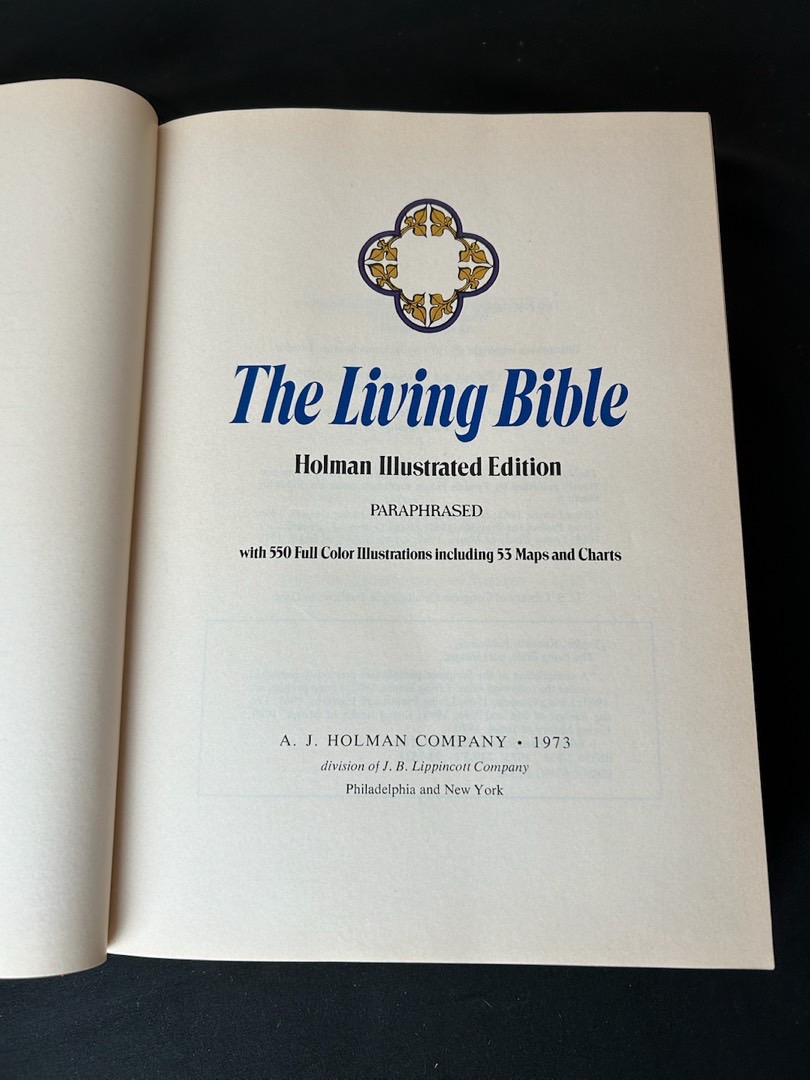 The Living Bible
Holman Illustrated Edition
PARAPHRASED
with 550 Full Color Illustrations including 53 Maps and Charts
A. J. HOLMAN COMPANY • 1973
division of J. B. Lippincott Company
Philadelphia and New York